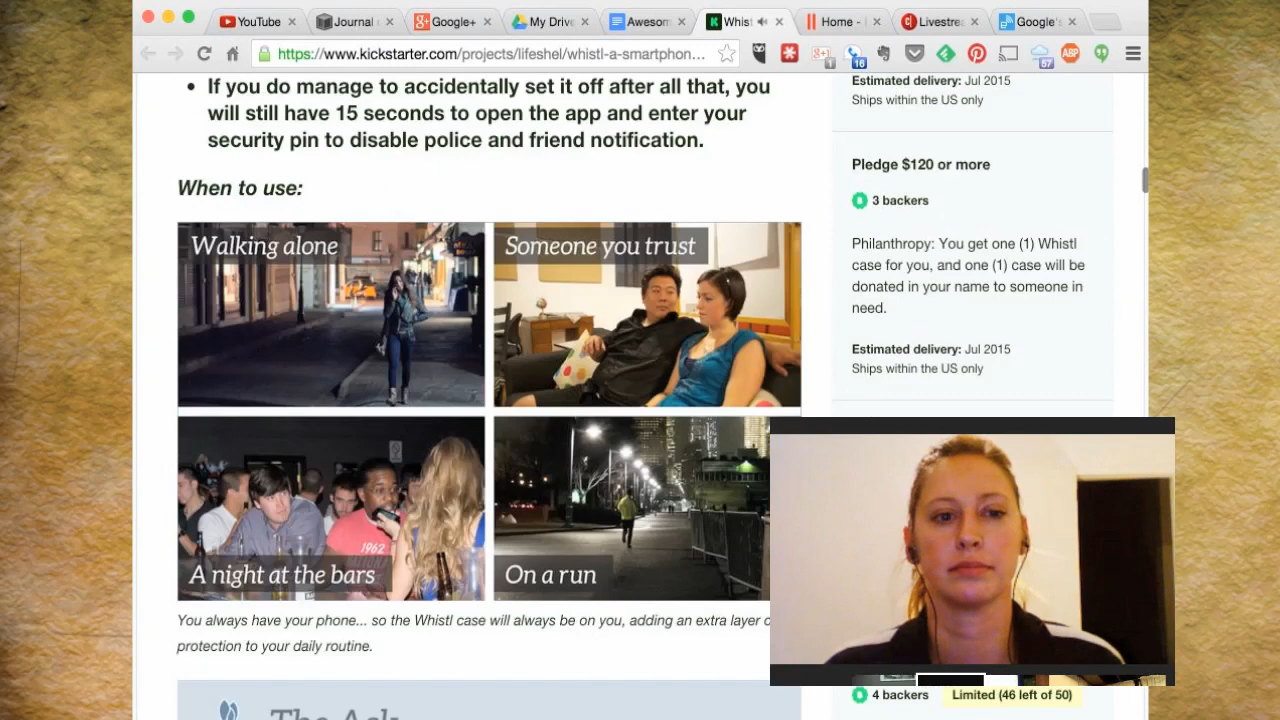 YouTube
Journal
Google+
My Drive
Awesom
Whistl
Home -
Livestre
Google's
https://www.kickstarter.com/projects/lifeshel/whistl-a-smartphon...
1
16
57
ABP
If you do manage to accidentally set it off after all that, you
will still have 15 seconds to open the app and enter your
security pin to disable police and friend notification.
When to use:
Walking alone
Someone you trust
1962
A night at the bars
On a run
You always have your phone... so the Whistl case will always be on you, adding an extra layer
protection to your daily routine.
The Ask
Estimated delivery: Jul 2015
Ships within the US only
Pledge $120 or more
3 backers
Philanthropy: You get one (1) Whistl
case for you, and one (1) case will be
donated in your name to someone in
need.
Estimated delivery: Jul 2015
Ships within the US only
4 backers
Limited (46 left of 50)